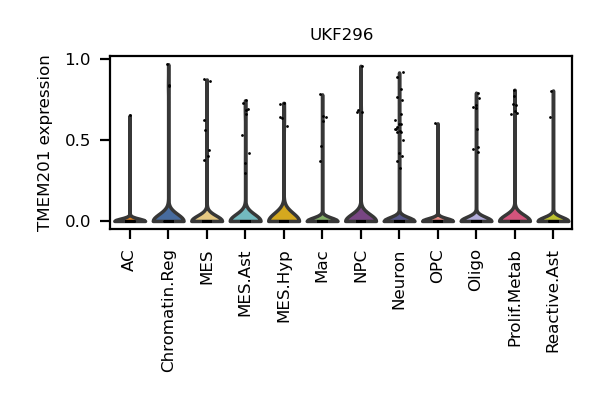 UKF296
TMEM201 expression
1.0
0.5
0.0
AC
Chromatin.Reg
MES
MES.Ast
MES.Hyp
Mac
NPC
Neuron
OPC
Oligo
Prolif.Metab
Reactive.Ast